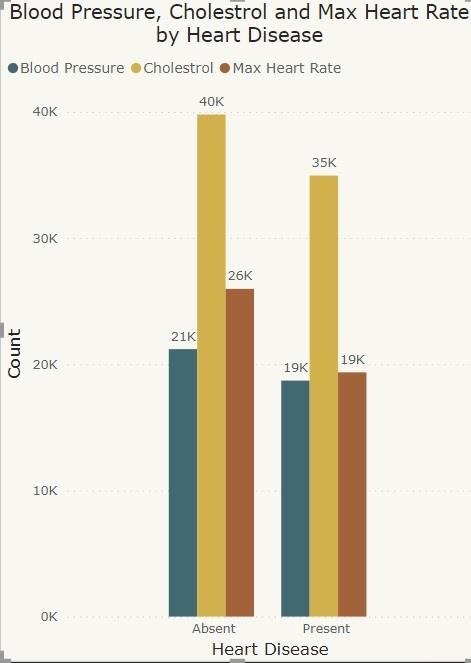 Blood Pressure, Cholestrol and Max Heart Rate
by Heart Disease
Blood Pressure Cholestrol Max Heart Rate
40K
40K
35K
30K
26K
21K
20K
19K
19K
10K
0K
Count
Absent Present
Heart Disease